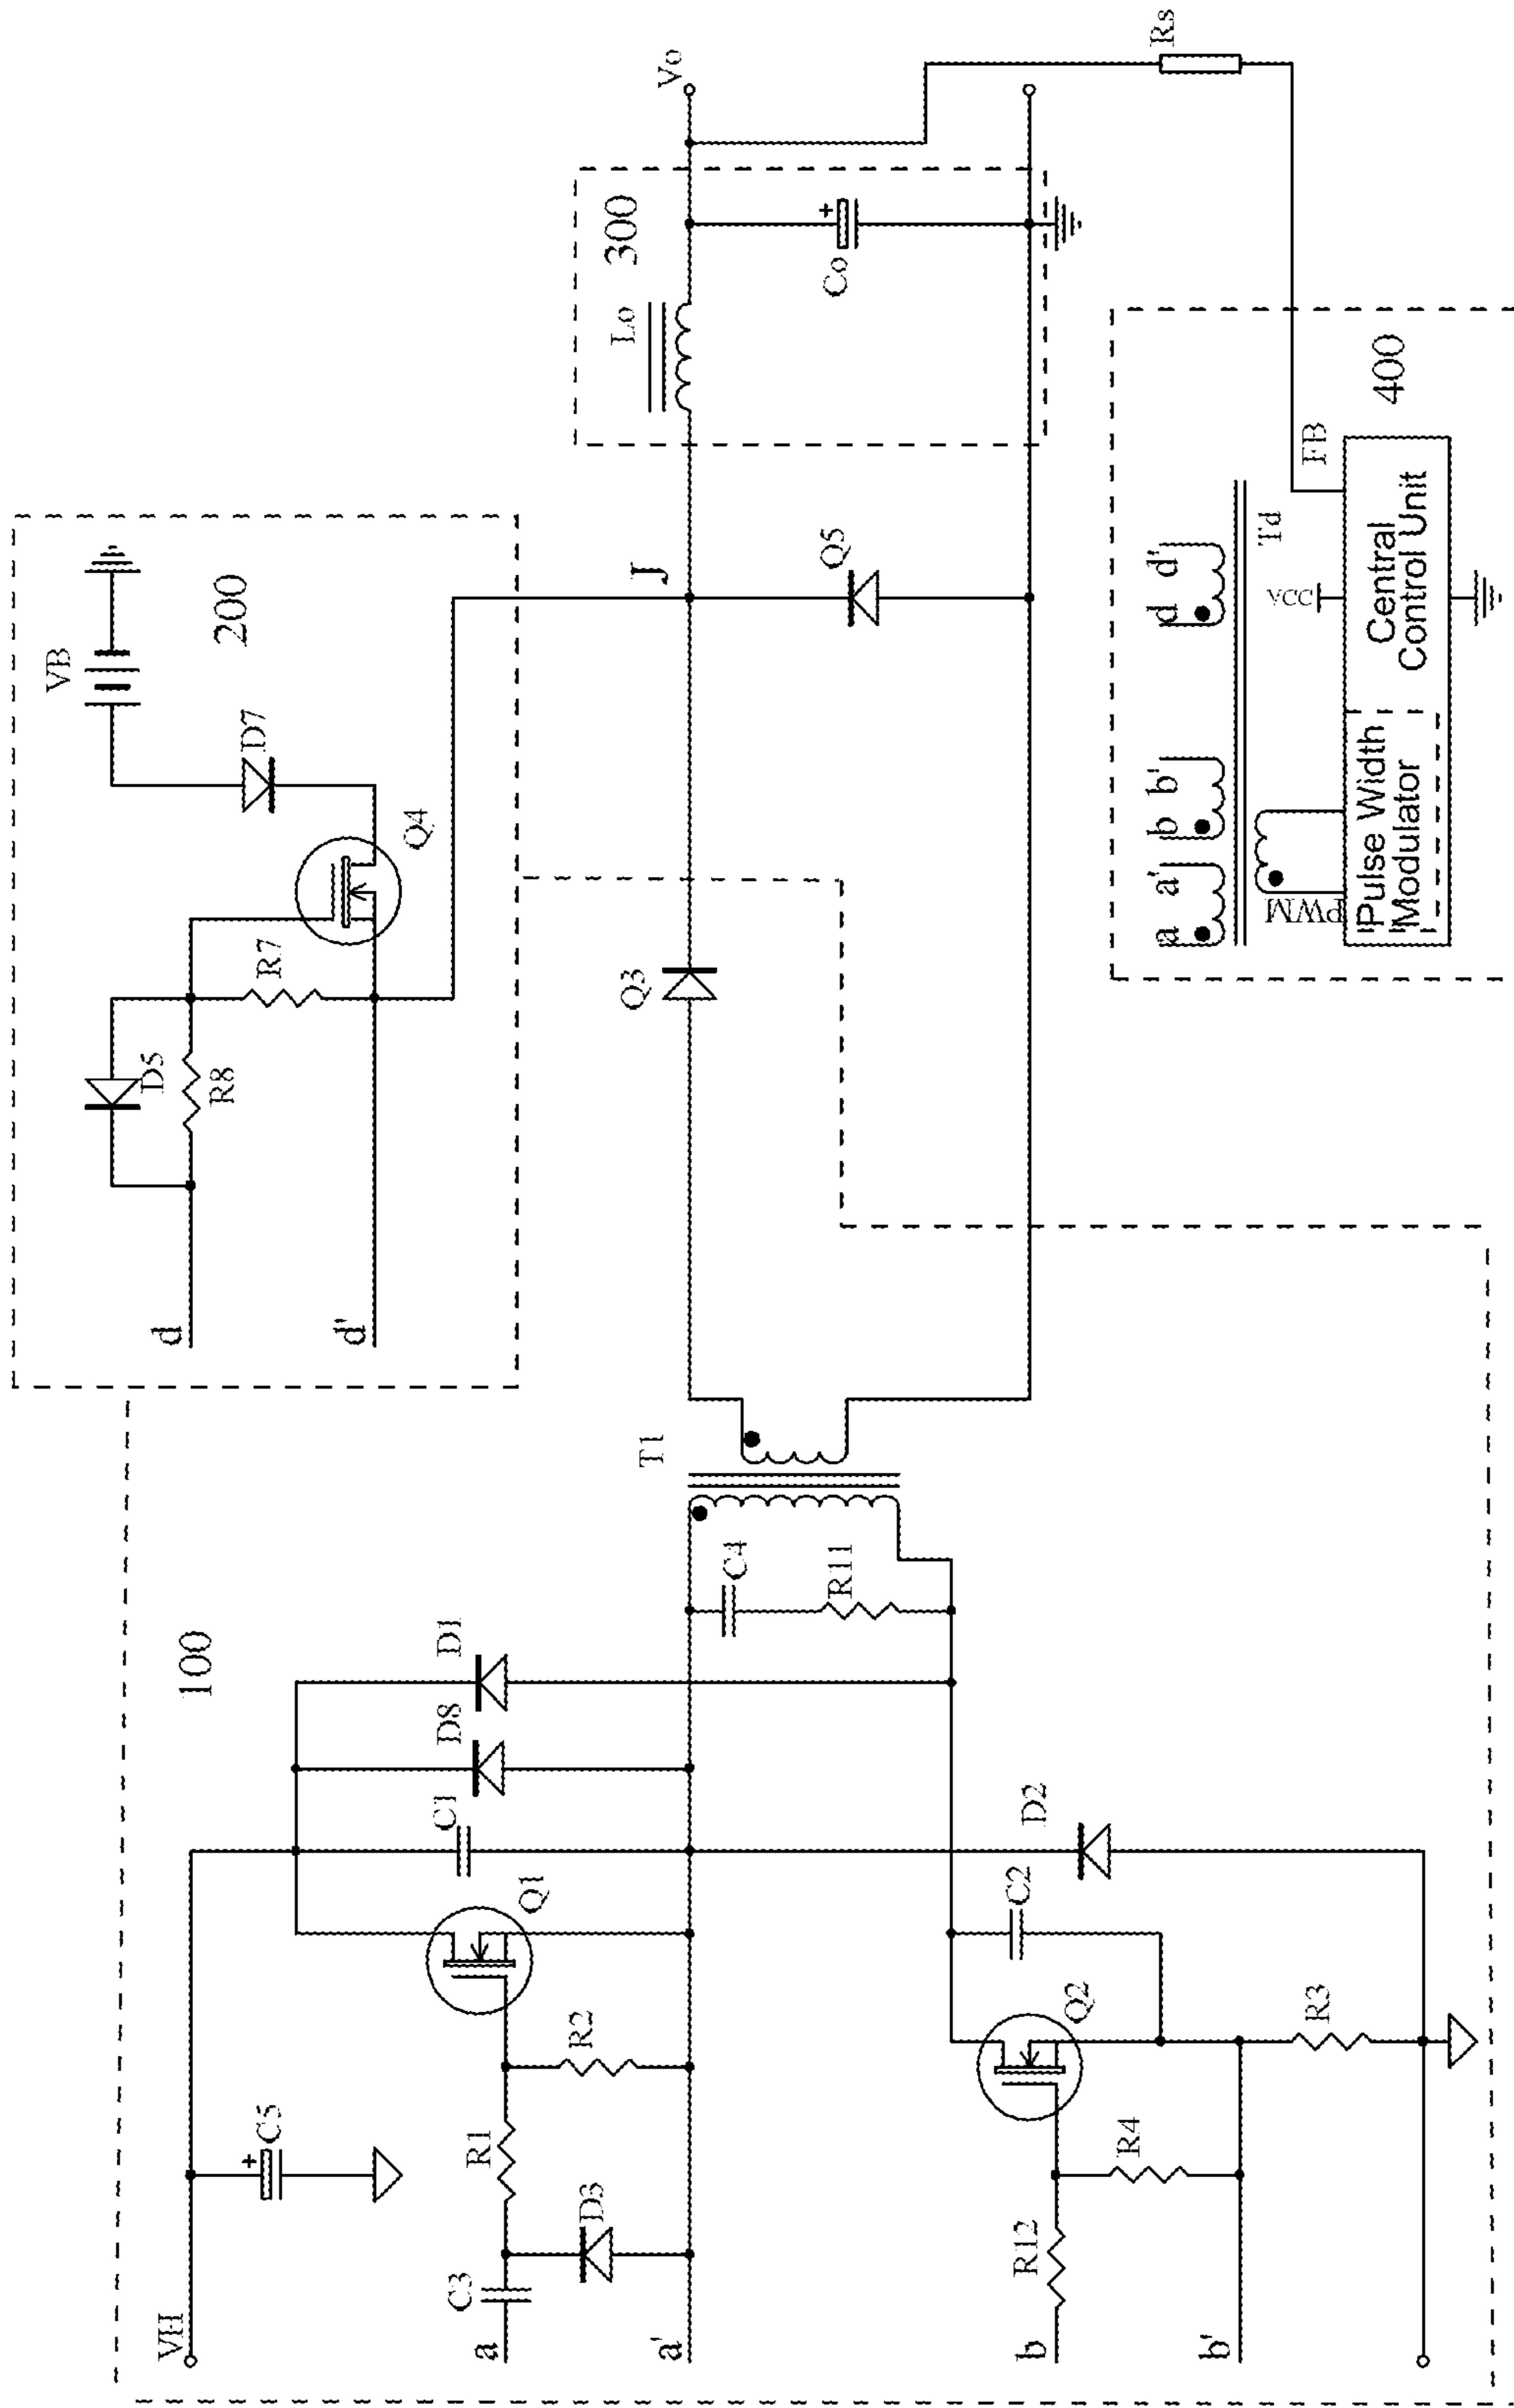 VH
C5
100
C3
a
D3
R1
R2
Q1
C1
D8
D1
a'
C4
R11
T1
b
R12
R4
b'
Q2
C2
R3
D2
d
d'
D5
R8
R7
Q4
D7
VB
200
Q3
J
Q5
Lo
300
Co
Vo
Rs
a a' b b' d d'
Td
PWM
VCC
FB
400
Pulse Width
Modulator
Central
Control Unit